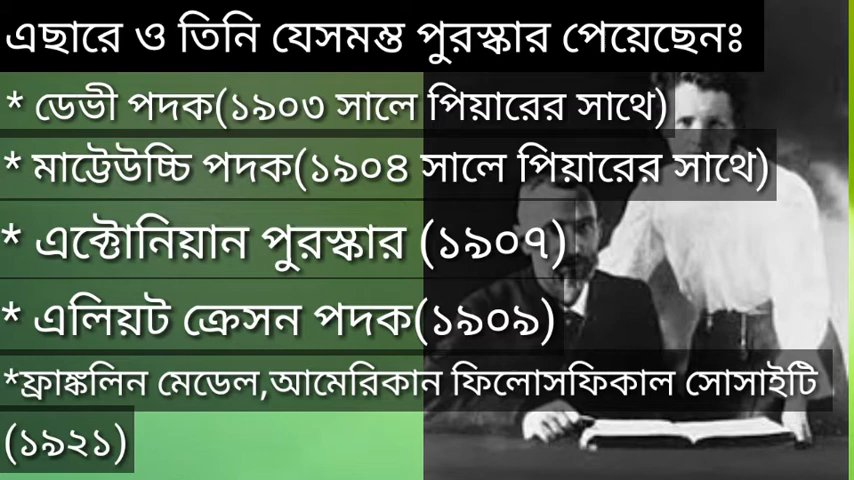 এছারে ও তিনি যেসমস্ত পুরস্কার পেয়েছেনঃ
* ডেভী পদক(১৯০৩ সালে পিয়ারের সাথে)
* মাট্টেউচ্চি পদক(১৯০৪ সালে পিয়ারের সাথে)
* এক্টোনিয়ান পুরস্কার (১৯০৭)
* এলিয়ট ক্রেসন পদক(১৯০৯)
*ফ্রাঙ্কলিন মেডেল,আমেরিকান ফিলোসফিকাল সোসাইটি
(১৯২১)